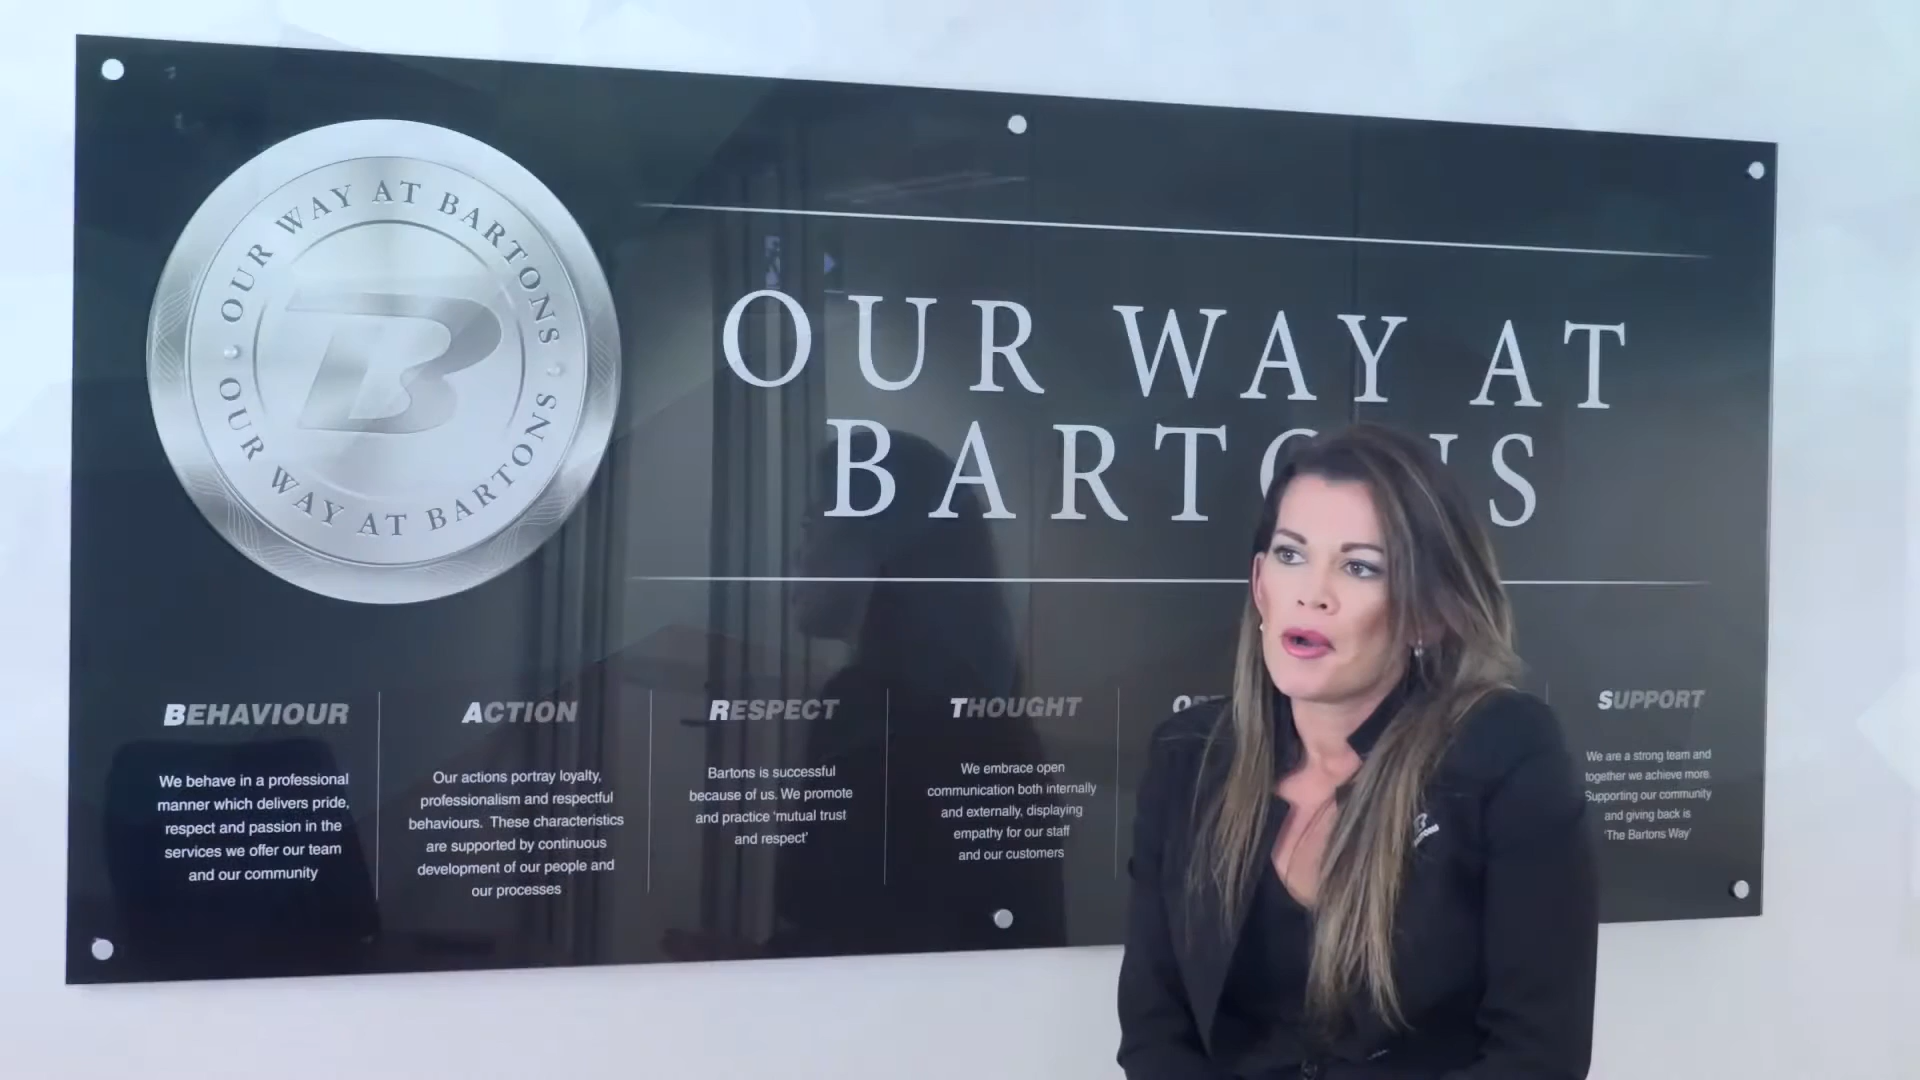 OUR WAY AT BARTONS
OUR WAY AT BARTONS
OUR WAY AT
BEHAVIOUR
We behave in a professional
manner which delivers pride,
respect and passion in the
services we offer our team
and our community
ACTION
Our actions portray loyalty,
professionalism and respectful
behaviours. These characteristics
are supported by continuous
development of our people and
our processes
RESPECT
Bartons is successful
because of us. We promote
and practice ‘mutual trust
and respect’
THOUGHT
We embrace open
communication both internally
and externally, displaying
empathy for our staff
and our customers
SUPPORT
We are a strong team and
together we achieve more.
Supporting our community
and giving back is
‘The Bartons Way’